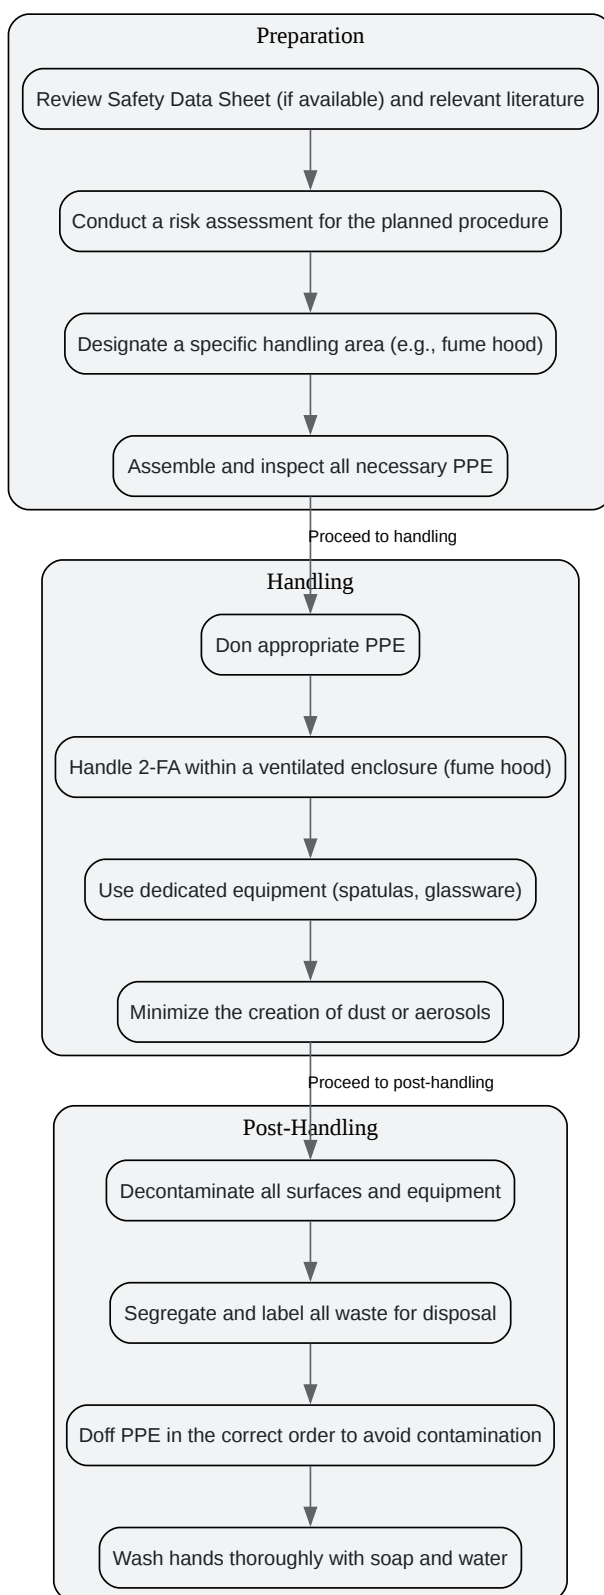 Preparation
Review Safety Data Sheet (if available) and relevant literature
Conduct a risk assessment for the planned procedure
Designate a specific handling area (e.g., fume hood)
Assemble and inspect all necessary PPE
Proceed to handling
Handling
Don appropriate PPE
Handle 2-FA within a ventilated enclosure (fume hood)
Use dedicated equipment (spatulas, glassware)
Minimize the creation of dust or aerosols
Proceed to post-handling
Post-Handling
Decontaminate all surfaces and equipment
Segregate and label all waste for disposal
Doff PPE in the correct order to avoid contamination
Wash hands thoroughly with soap and water